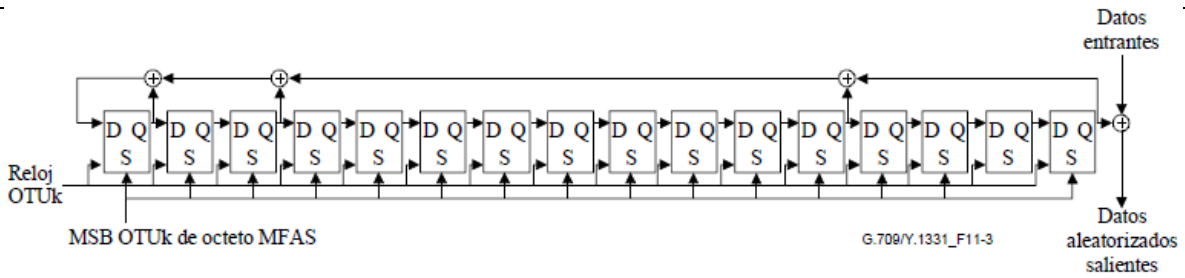 Datos
entrantes
D Q D Q D Q D Q D Q D Q D Q D Q D Q D Q D Q D Q D Q D Q D Q D Q
S S S S S S S S S S S S S S S S
Reloj
OTUk
MSB OTUk de octeto MFAS
G.709/Y.1331_F11-3
Datos
aleatorizados
salientes